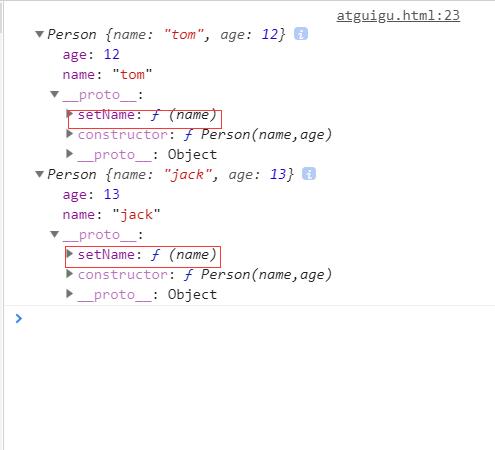 atguigu.html:23
▼Person {name: "tom", age: 12} i
age: 12
name: "tom"
▼__proto__:
▶setName: ƒ (name)
▶constructor: ƒ Person(name,age)
▶__proto__: Object
▼Person {name: "jack", age: 13} i
age: 13
name: "jack"
▼__proto__:
▶setName: ƒ (name)
▶constructor: ƒ Person(name,age)
▶__proto__: Object
>